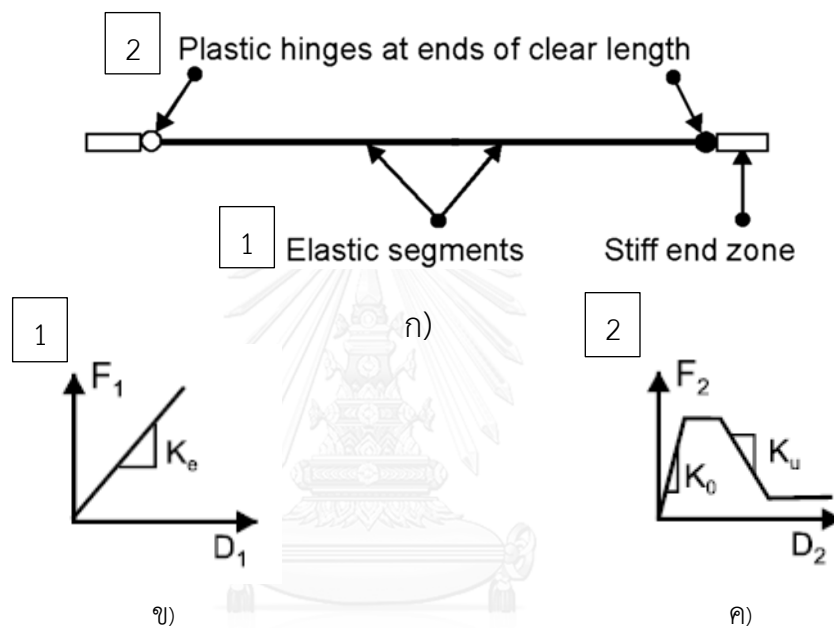 2 Plastic hinges at ends of clear length
1 Elastic segments Stiff end zone
ก)
1
2
F1
Ke
D1
F2
K0
Ku
D2
ข)
ค)